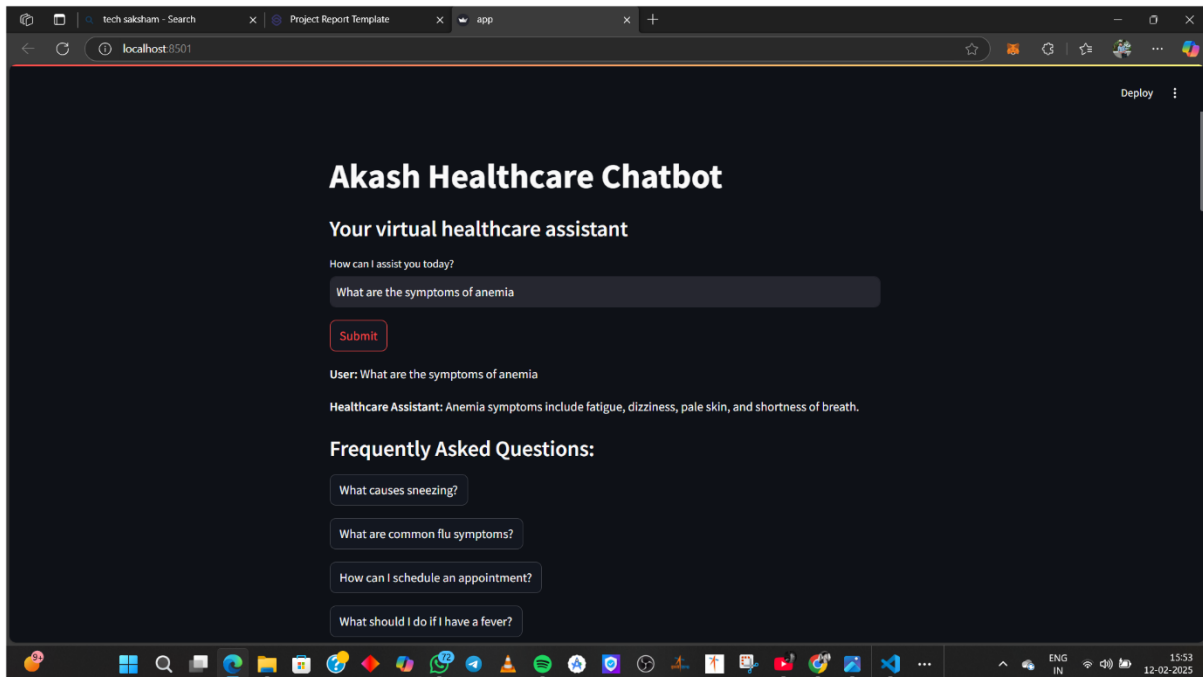 tech saksham - Search
Project Report Template
app
localhost:8501
Deploy
Akash Healthcare Chatbot
Your virtual healthcare assistant
How can I assist you today?
What are the symptoms of anemia
Submit
User: What are the symptoms of anemia
Healthcare Assistant: Anemia symptoms include fatigue, dizziness, pale skin, and shortness of breath.
Frequently Asked Questions:
What causes sneezing?
What are common flu symptoms?
How can I schedule an appointment?
What should I do if I have a fever?
9+
72
ENG
IN
15:53
12-02-2025